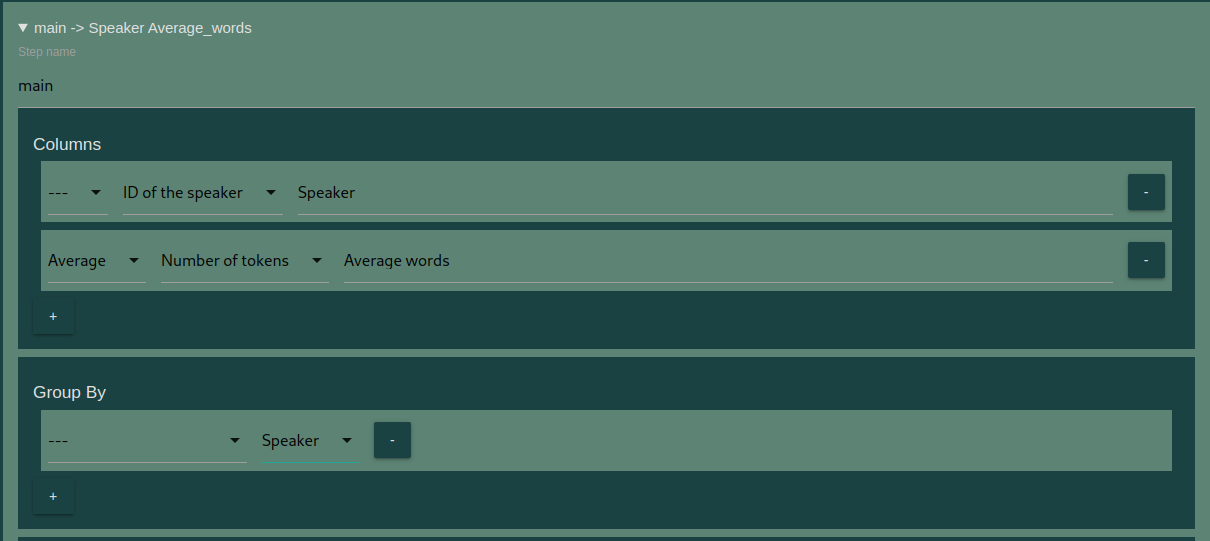 ▼ main -> Speaker Average_words
Step name
main
Columns
--- ID of the speaker Speaker -
Average Number of tokens Average words -
+
Group By
--- Speaker -
+